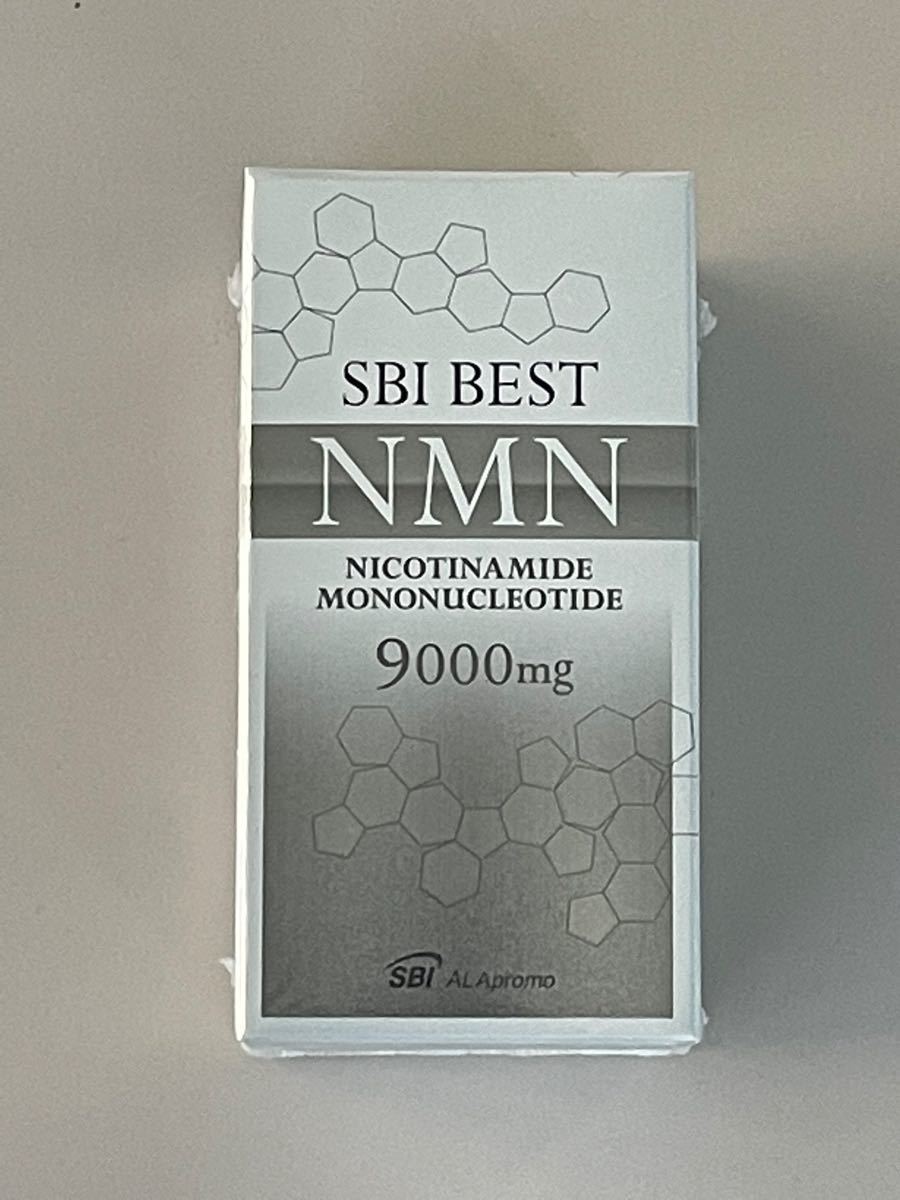 SBI BEST
NMN
NICOTINAMIDE
MONONUCLEOTIDE
9000mg
SBI ALApromo